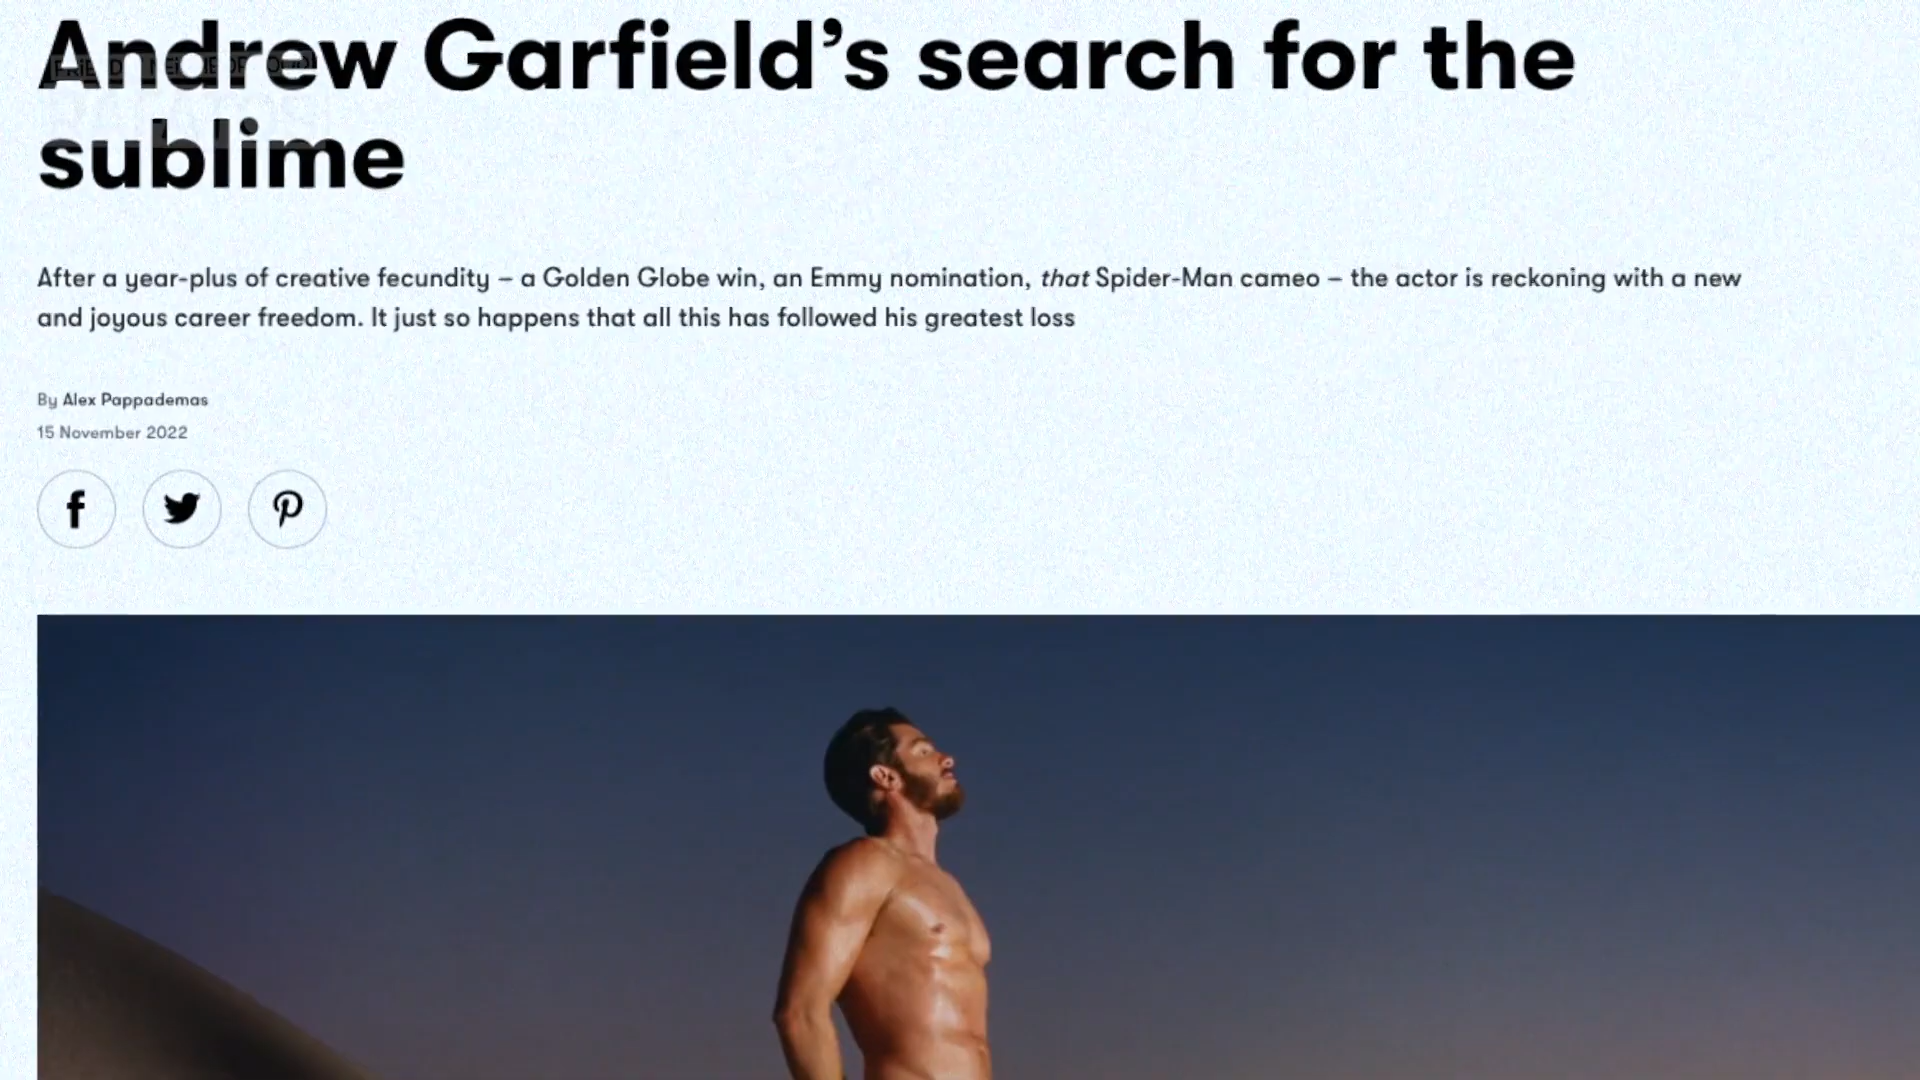 Andrew Garfield’s search for the
sublime
After a year-plus of creative fecundity – a Golden Globe win, an Emmy nomination, that Spider-Man cameo – the actor is reckoning with a new
and joyous career freedom. It just so happens that all this has followed his greatest loss
By Alex Pappademas
15 November 2022